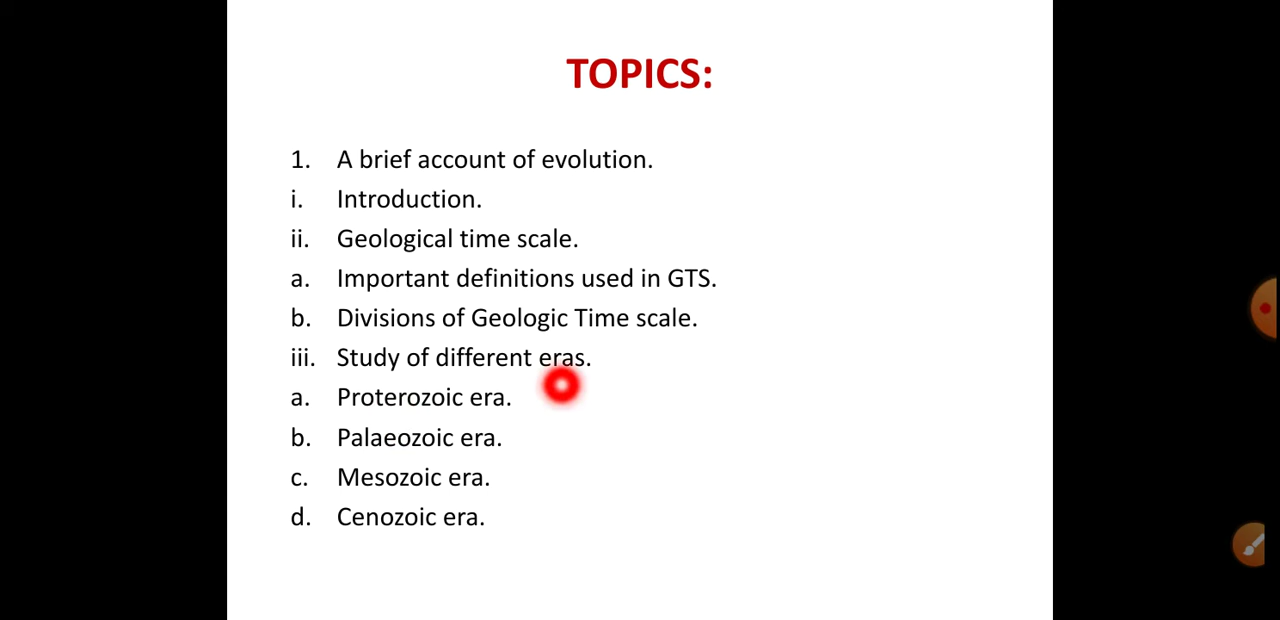 TOPICS:
1. A brief account of evolution.
i. Introduction.
ii. Geological time scale.
a. Important definitions used in GTS.
b. Divisions of Geologic Time scale.
iii. Study of different eras.
a. Proterozoic era.
b. Palaeozoic era.
c. Mesozoic era.
d. Cenozoic era.